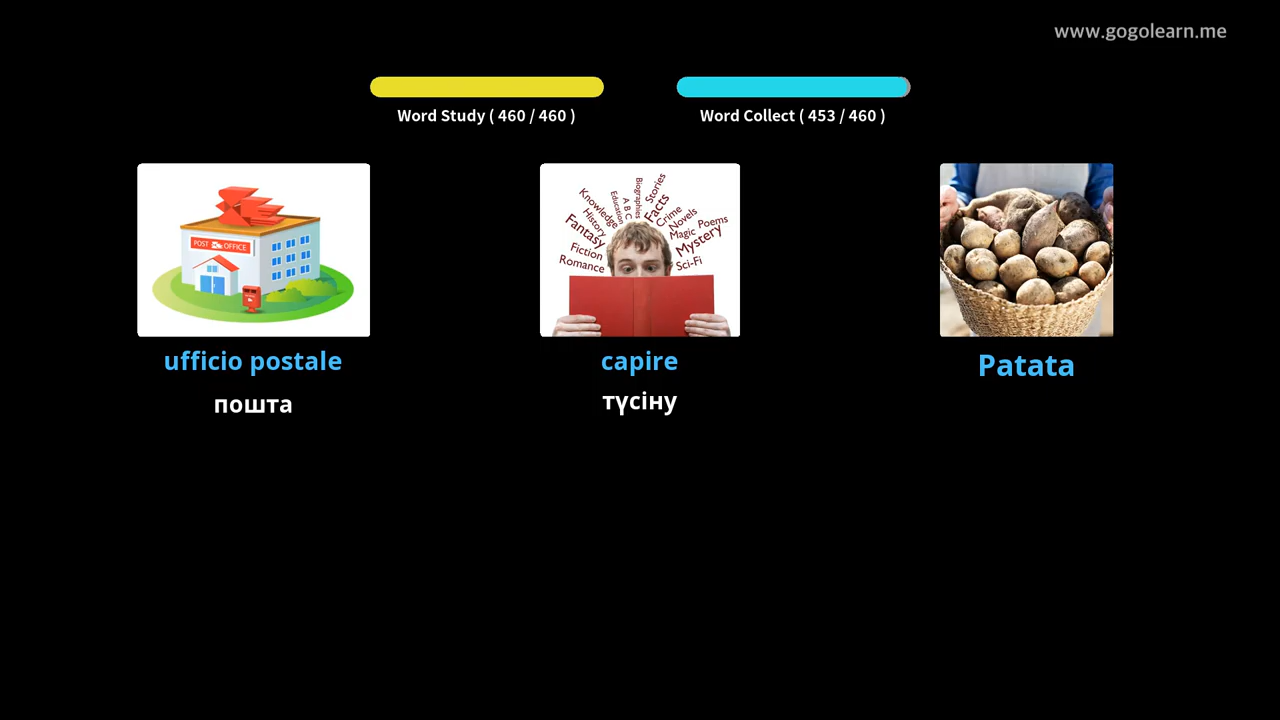 www.gogolearn.me
Word Study ( 460 / 460 )
Word Collect ( 453 / 460 )
POST OFFICE
Stories
Biographies
Facts
A B C
Education
Knowledge
Crime
History
Novels
Magic Poems
Fantasy
Mystery
Fiction
Sci-Fi
Romance
ufficio postale
capire
Patata
пошта
түсіну